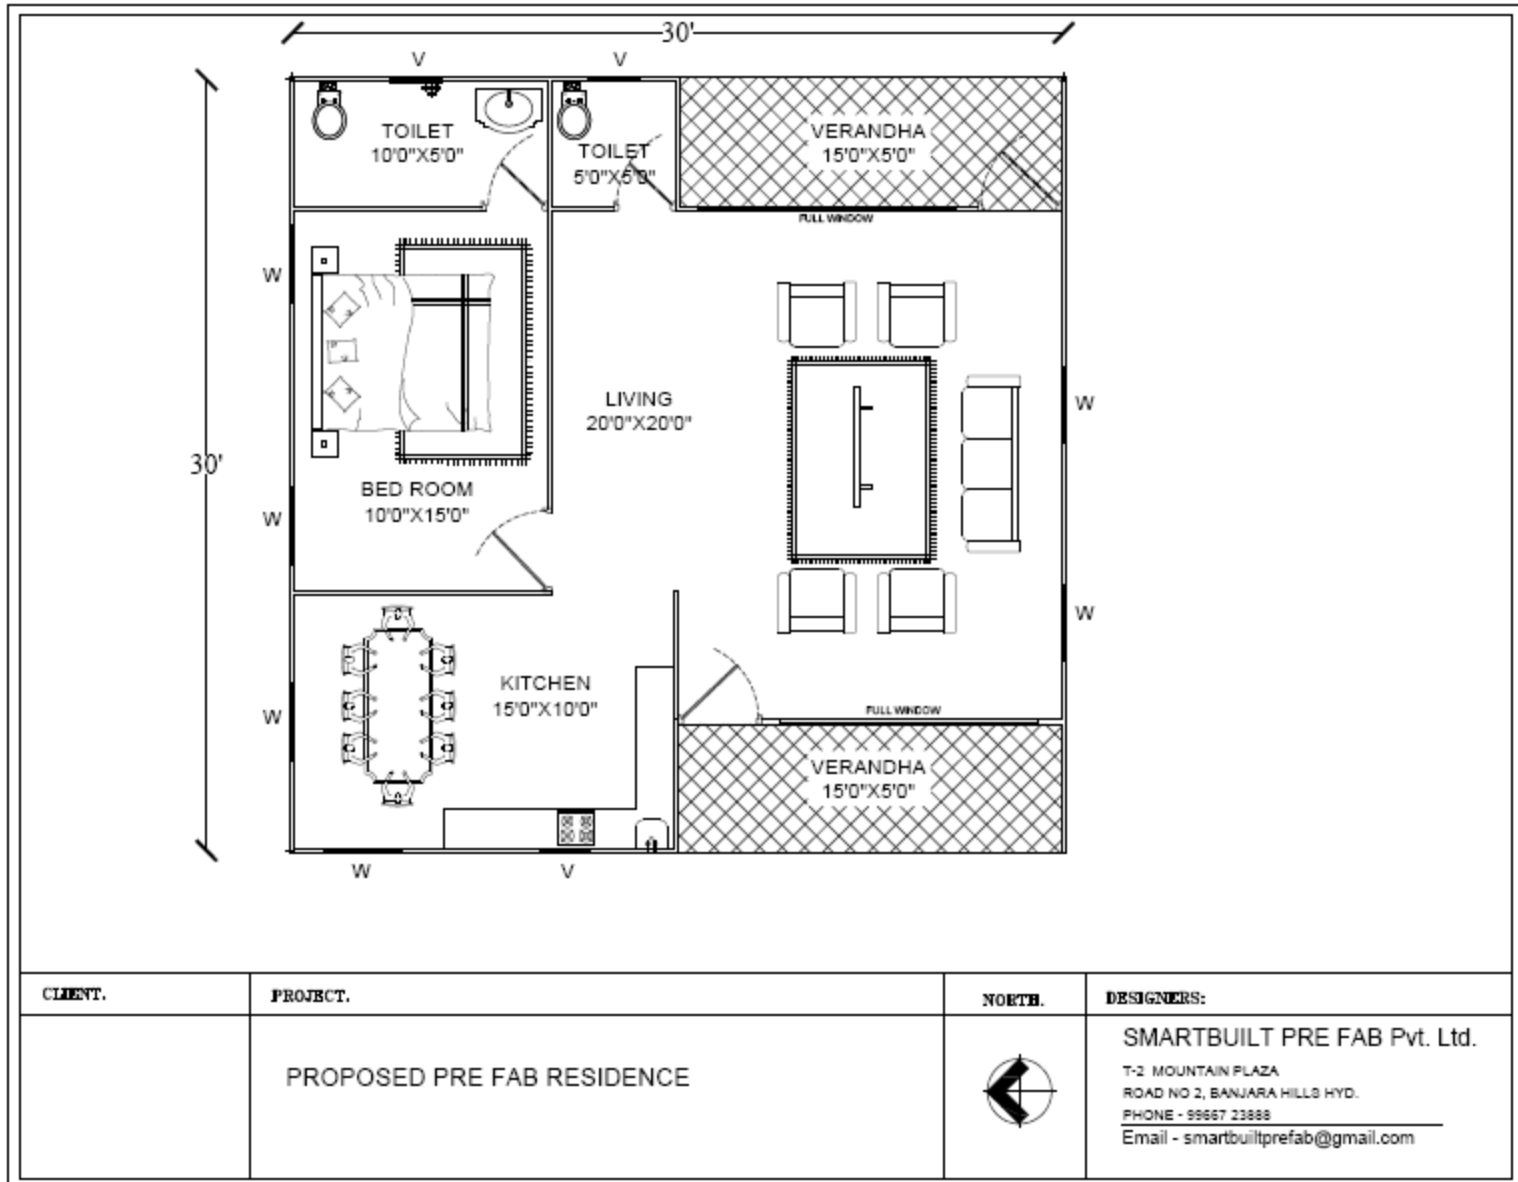 30'
V
V
TOILET
10'0"X5'0"
TOILET
5'0"X5'0"
VERANDHA
15'0"X5'0"
FULL WINDOW
W
W
LIVING
20'0"X20'0"
30'
BED ROOM
10'0"X15'0"
W
W
KITCHEN
15'0"X10'0"
W
FULL WINDOW
VERANDHA
15'0"X5'0"
W
V
CLIENT.
PROJECT.
NORTH.
DESIGNERS:
PROPOSED PRE FAB RESIDENCE
SMARTBUILT PRE FAB Pvt. Ltd.
T-2 MOUNTAIN PLAZA
ROAD NO 2, BANJARA HILLS HYD.
PHONE - 99667 23888
Email - smartbuiltprefab@gmail.com